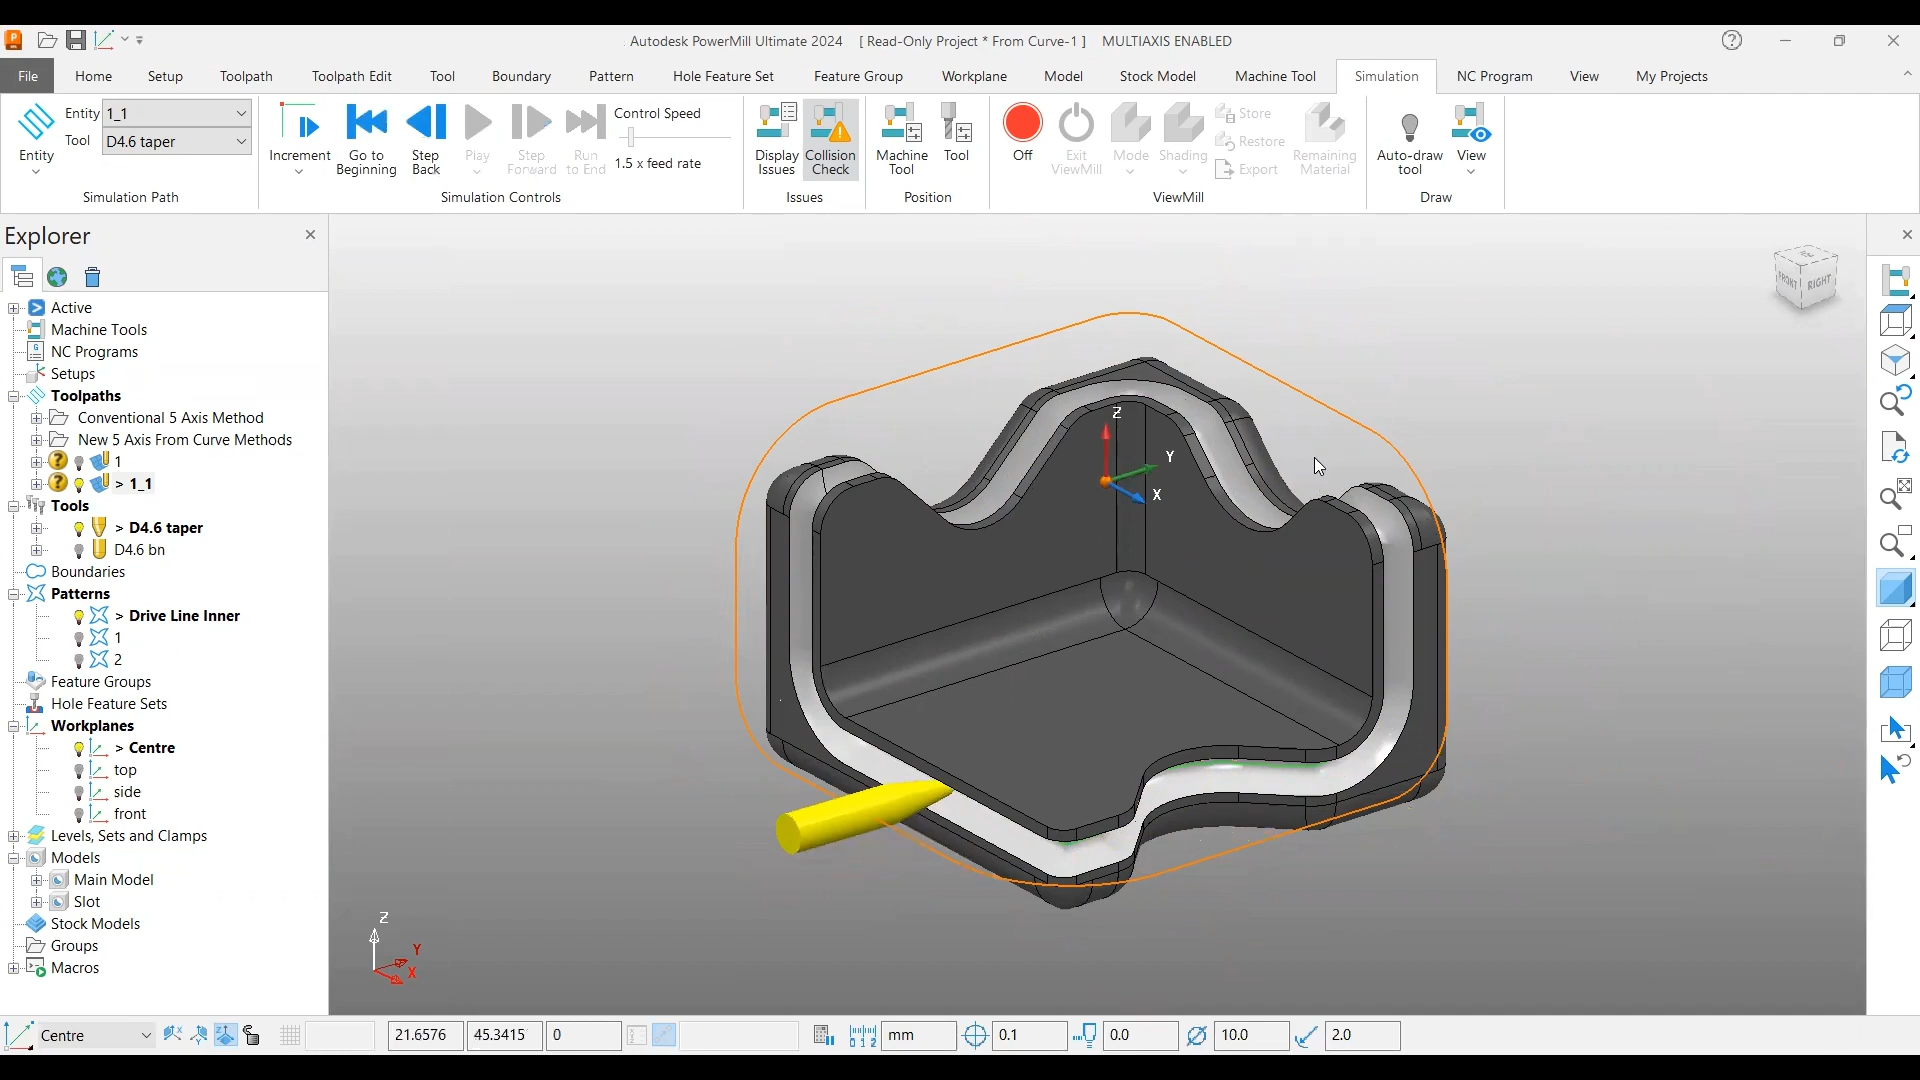 Autodesk PowerMill Ultimate 2024 [ Read-Only Project * From Curve-1 ] MULTIAXIS ENABLED
File Home Setup Toolpath Toolpath Edit Tool Boundary Pattern Hole Feature Set Feature Group Workplane Model Stock Model Machine Tool Simulation NC Program View My Projects
Entity 1_1
Tool D4.6 taper
Entity
Simulation Path
Increment
Go to Beginning
Step Back
Play
Step Forward
Run to End
Control Speed
1.5 x feed rate
Simulation Controls
Display Issues
Collision Check
Issues
Machine Tool
Tool
Position
Off
Exit ViewMill
Mode
Shading
Store
Restore
Export
Remaining Material
ViewMill
Auto-draw tool
View
Draw
Explorer
Active
Machine Tools
NC Programs
Setups
Toolpaths
Conventional 5 Axis Method
New 5 Axis From Curve Methods
1
> 1_1
Tools
> D4.6 taper
D4.6 bn
Boundaries
Patterns
> Drive Line Inner
1
2
Feature Groups
Hole Feature Sets
Workplanes
> Centre
top
side
front
Levels, Sets and Clamps
Models
Main Model
Slot
Stock Models
Groups
Macros
Z
Y
X
Z
Y
X
FRONT RIGHT
Centre 21.6576 45.3415 0 mm 0.1 0.0 10.0 2.0